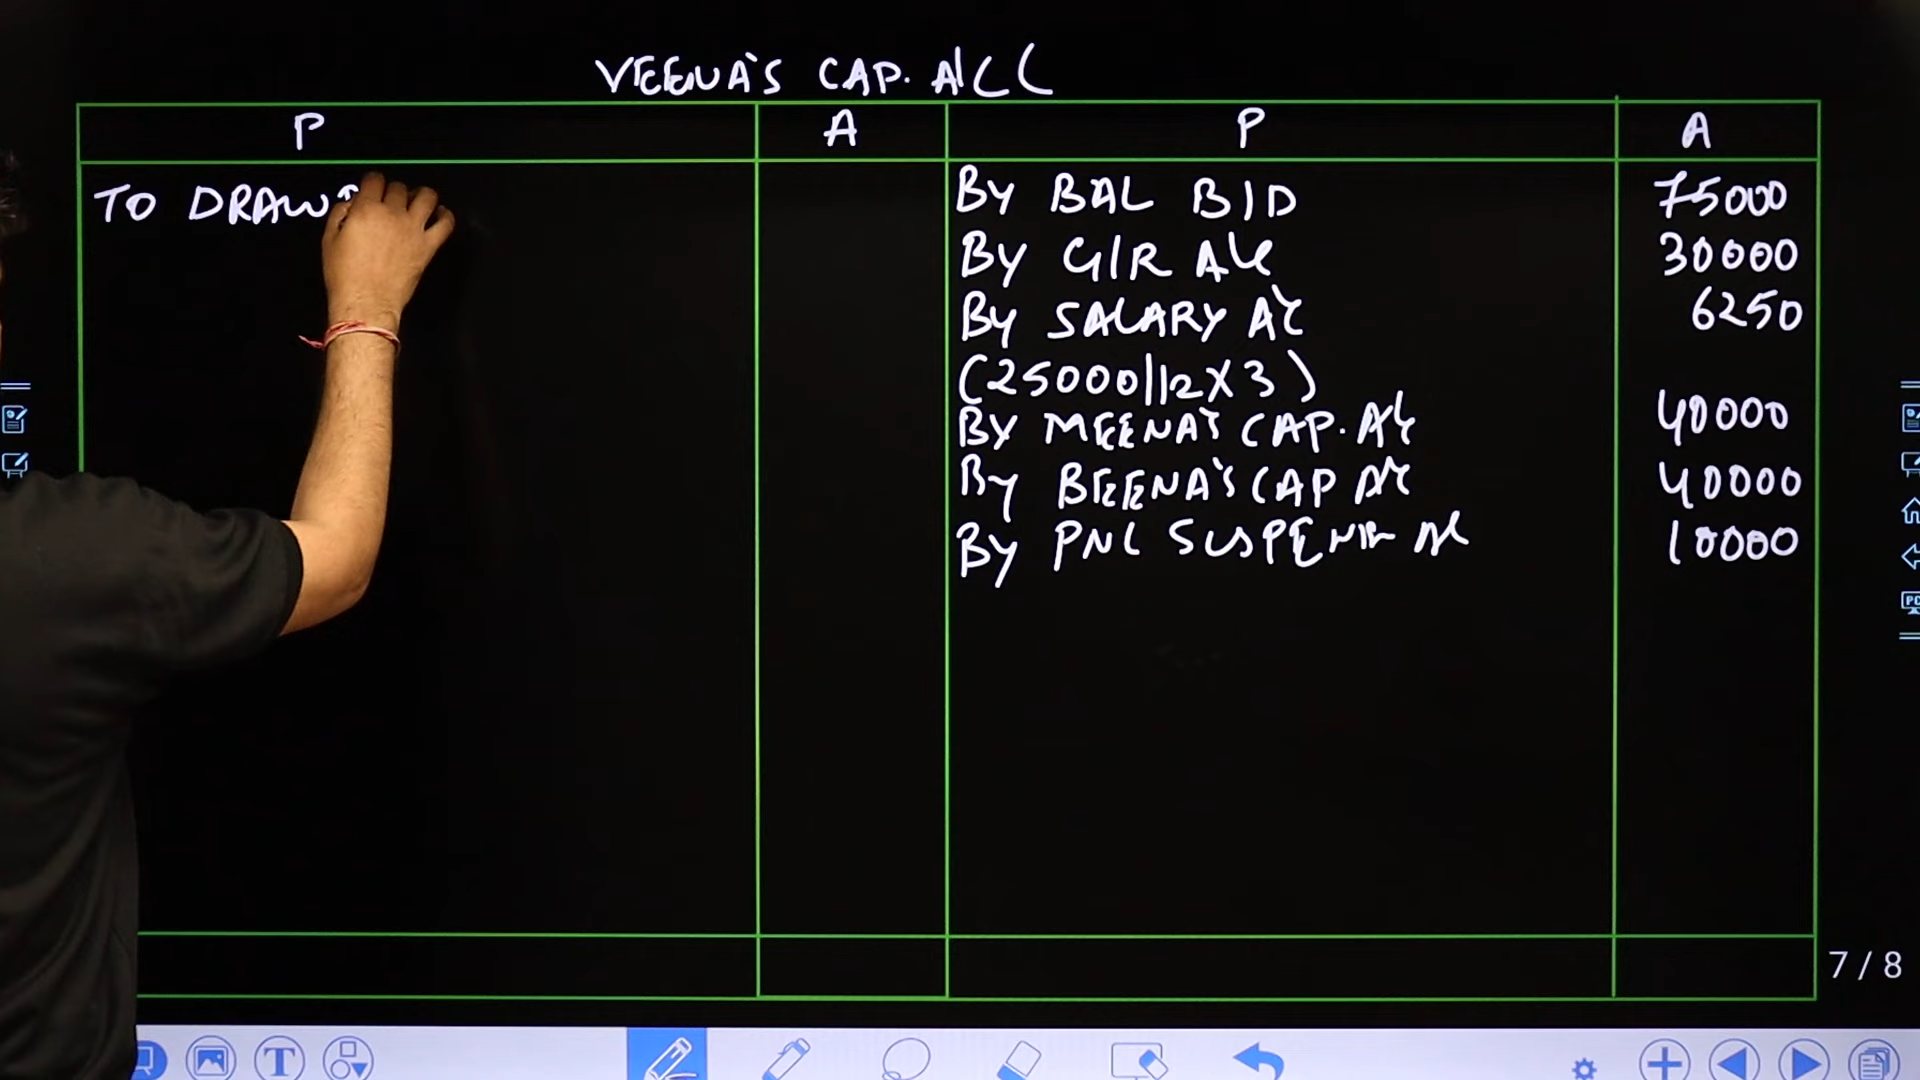 VEENA'S CAP. A/C
P A P A
TO DRAW
By BAL B/D 75000
By G/R A/c 30000
By SALARY A/c 6250
(25000/12X3)
By MEENA'S CAP. A/c 40000
By BEENA'S CAP A/c 40000
By PNL SUSPENSE A/c 10000
7 / 8
T
PC